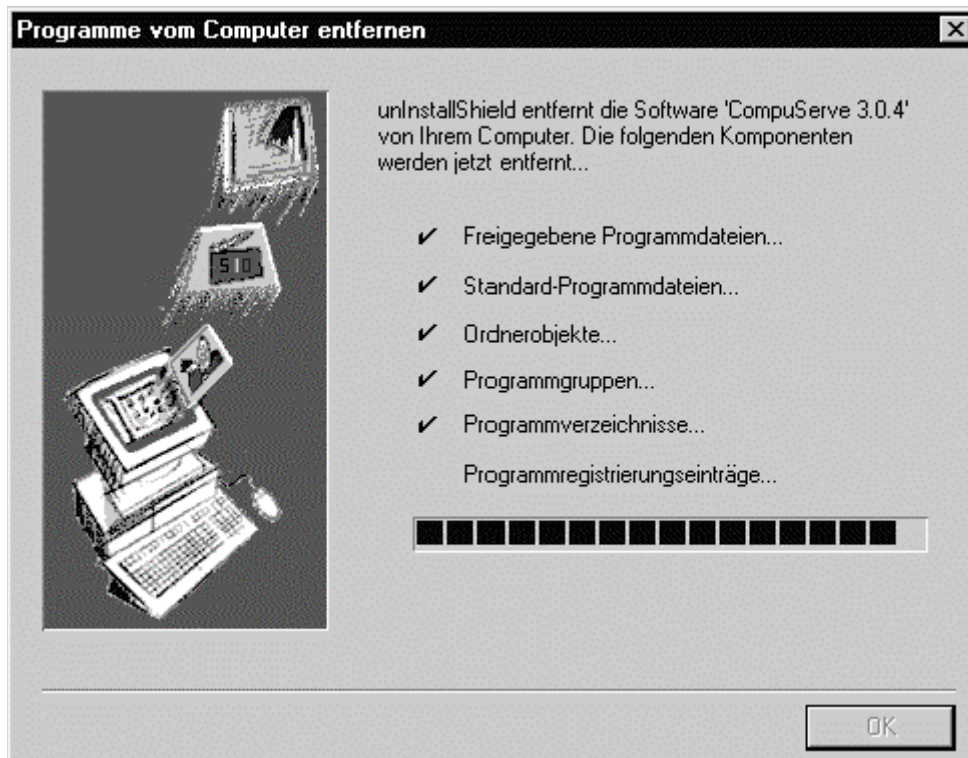 Programme vom Computer entfernen
unInstallShield entfernt die Software 'CompuServe 3.0.4'
von Ihrem Computer. Die folgenden Komponenten
werden jetzt entfernt...
Freigegebene Programmdateien...
Standard-Programmdateien...
Ordnerobjekte...
Programmgruppen...
Programmverzeichnisse...
Programmregistrierungseinträge...
OK